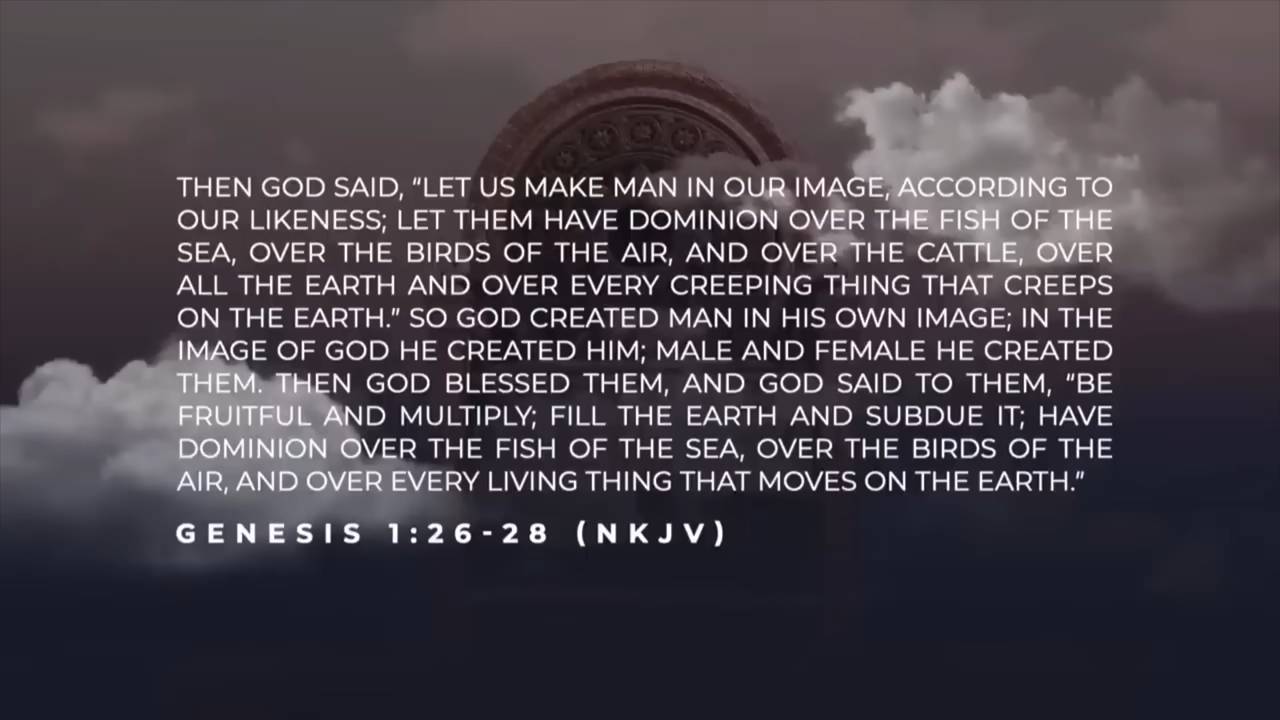 THEN GOD SAID, “LET US MAKE MAN IN OUR IMAGE, ACCORDING TO
OUR LIKENESS; LET THEM HAVE DOMINION OVER THE FISH OF THE
SEA, OVER THE BIRDS OF THE AIR, AND OVER THE CATTLE, OVER
ALL THE EARTH AND OVER EVERY CREEPING THING THAT CREEPS
ON THE EARTH.” SO GOD CREATED MAN IN HIS OWN IMAGE; IN THE
IMAGE OF GOD HE CREATED HIM; MALE AND FEMALE HE CREATED
THEM. THEN GOD BLESSED THEM, AND GOD SAID TO THEM, “BE
FRUITFUL AND MULTIPLY; FILL THE EARTH AND SUBDUE IT; HAVE
DOMINION OVER THE FISH OF THE SEA, OVER THE BIRDS OF THE
AIR, AND OVER EVERY LIVING THING THAT MOVES ON THE EARTH.”
GENESIS 1:26-28 (NKJV)